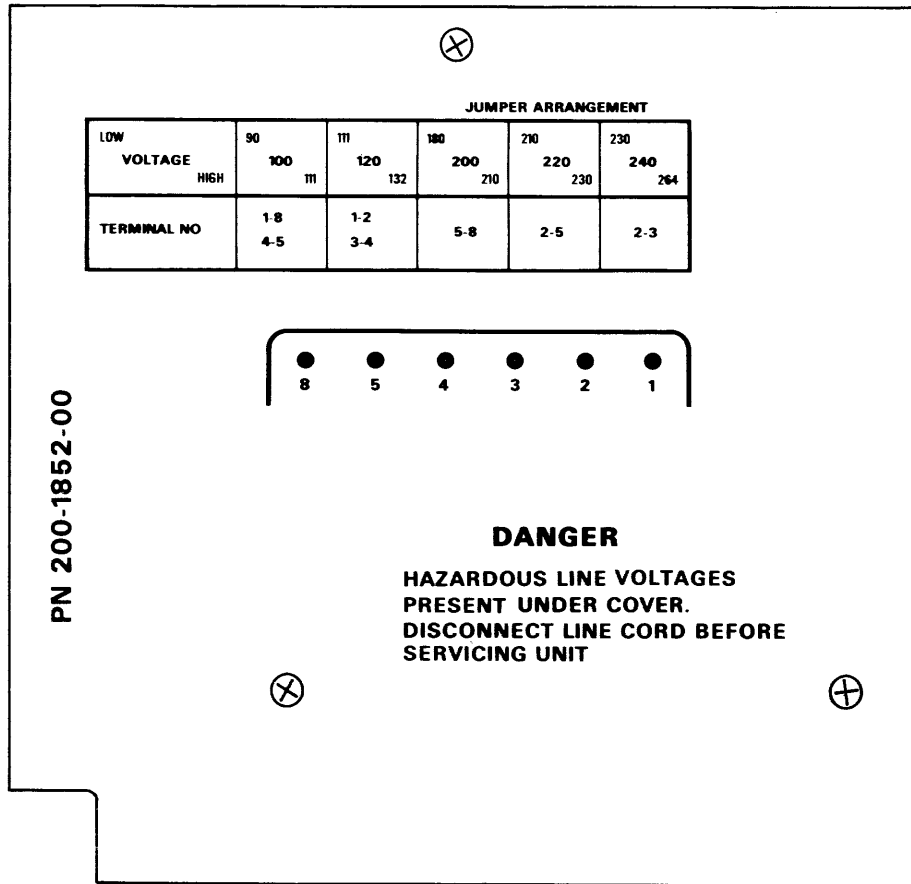 JUMPER ARRANGEMENT
LOW 90 111 180 210 230
VOLTAGE 100 120 200 220 240
HIGH 111 132 210 230 264
TERMINAL NO 1-8 1-2 5-8 2-5 2-3
4-5 3-4
8 5 4 3 2 1
PN 200-1852-00
DANGER
HAZARDOUS LINE VOLTAGES
PRESENT UNDER COVER.
DISCONNECT LINE CORD BEFORE
SERVICING UNIT